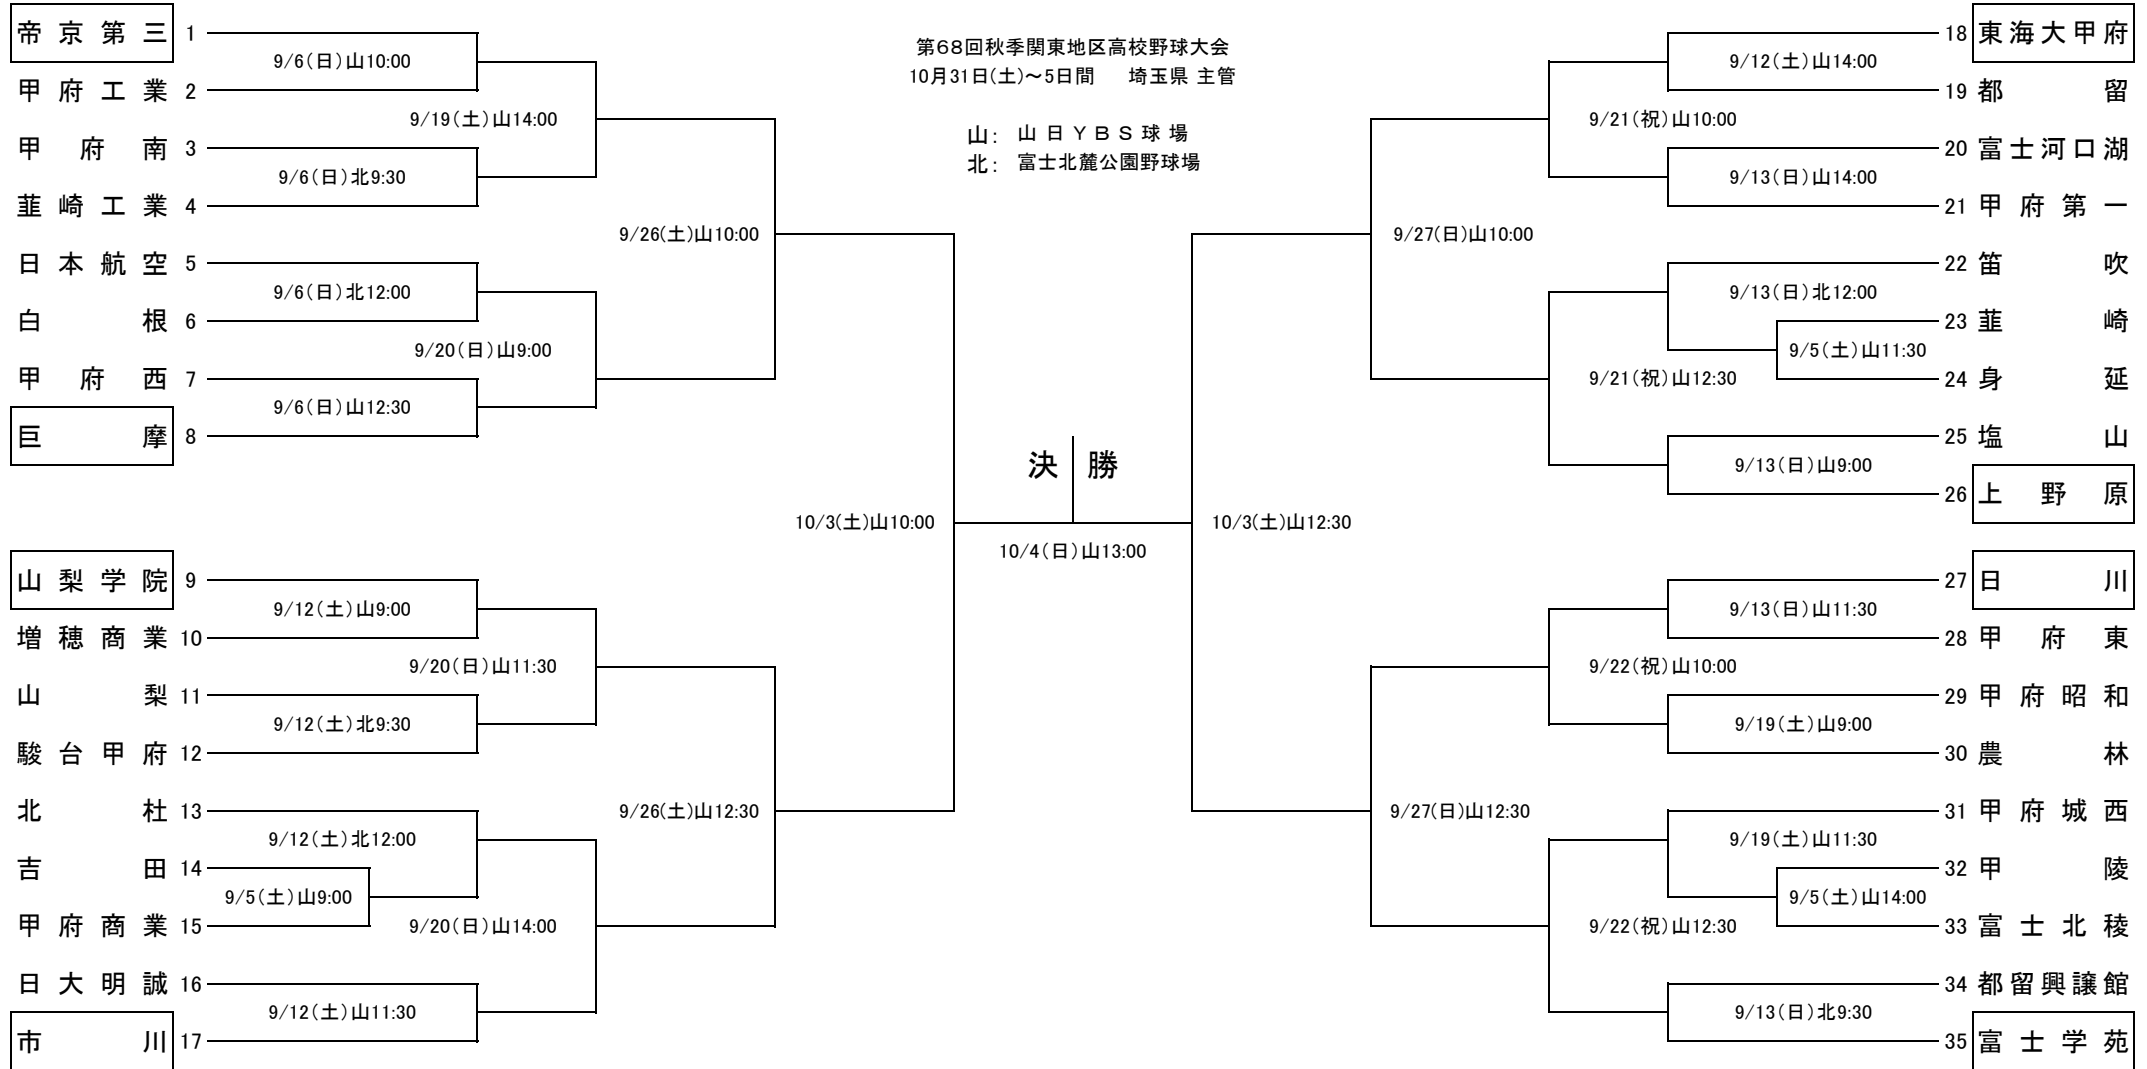 第68回秋季関東地区高校野球大会
10月31日(土)～5日間 埼玉県 主管
山： 山日YBS球場
北： 富士北麓公園野球場
帝京第三 1
9/6(日)山10:00
甲府工業 2
9/19(土)山14:00
甲府南 3
9/6(日)北9:30
韮崎工業 4
9/26(土)山10:00
日本航空 5
9/6(日)北12:00
白根 6
9/20(日)山9:00
甲府西 7
9/6(日)山12:30
巨摩 8
10/3(土)山10:00
山梨学院 9
9/12(土)山9:00
増穂商業 10
9/20(日)山11:30
山梨 11
9/12(土)北9:30
駿台甲府 12
9/26(土)山12:30
北杜 13
9/12(土)北12:00
吉田 14
9/5(土)山9:00
甲府商業 15
9/20(日)山14:00
日大明誠 16
9/12(土)山11:30
市川 17
決勝
10/4(日)山13:00
18 東海大甲府
9/12(土)山14:00
19 都留
9/21(祝)山10:00
20 富士河口湖
9/13(日)山14:00
21 甲府第一
9/27(日)山10:00
22 笛吹
9/13(日)北12:00
23 韮崎
9/5(土)山11:30
24 身延
9/21(祝)山12:30
25 塩山
9/13(日)山9:00
26 上野原
10/3(土)山12:30
27 日川
9/13(日)山11:30
28 甲府東
9/22(祝)山10:00
29 甲府昭和
9/19(土)山9:00
30 農林
9/27(日)山12:30
31 甲府城西
9/19(土)山11:30
32 甲陵
9/5(土)山14:00
33 富士北稜
9/22(祝)山12:30
34 都留興譲館
9/13(日)北9:30
35 富士学苑